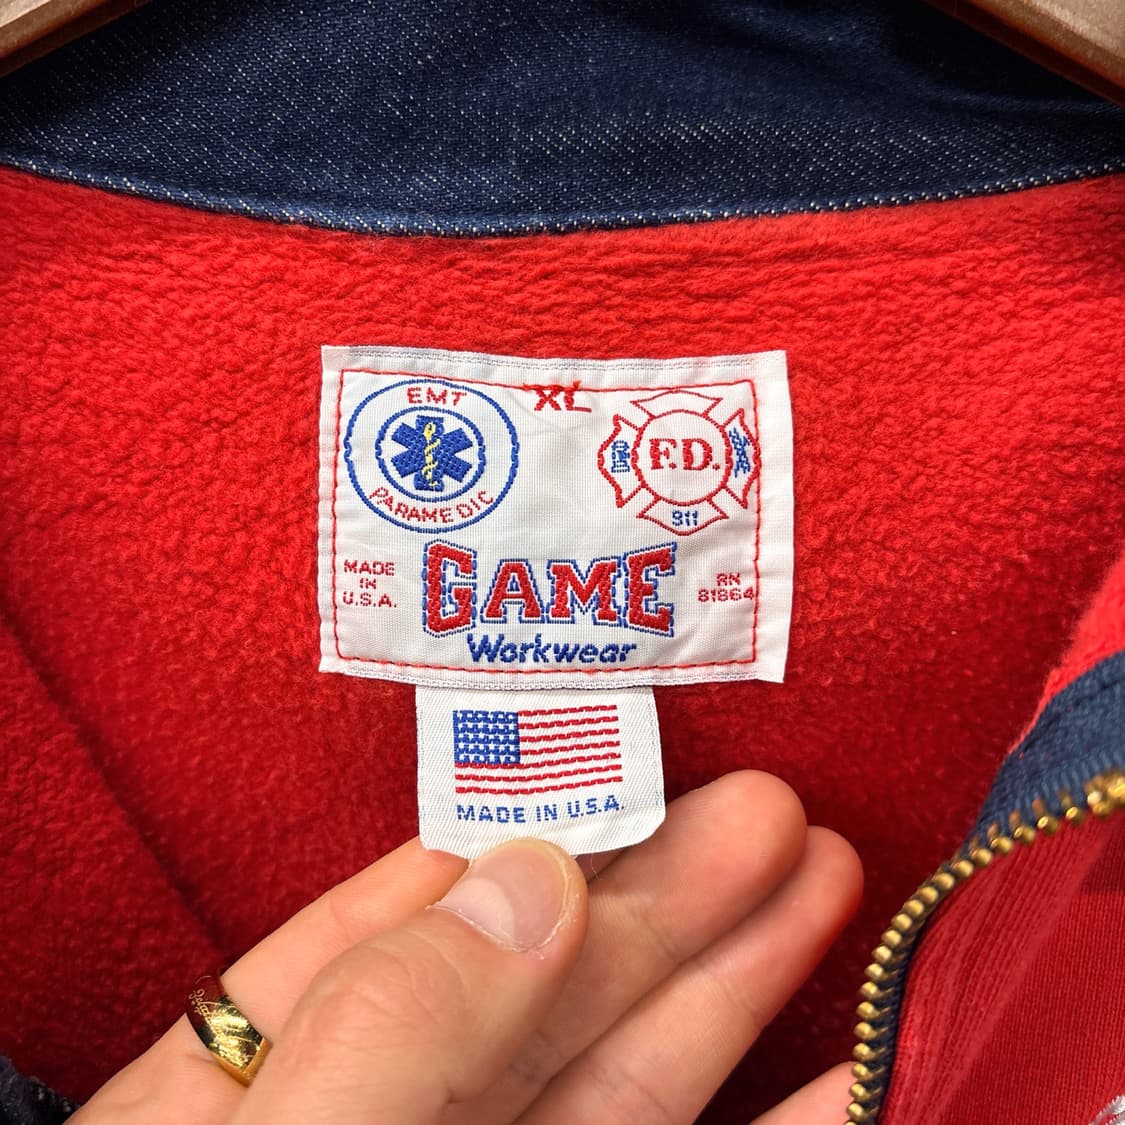 EMT
PARAMEDIC
XL
F.D.
911
MADE
IN
U.S.A.
GAME
Workwear
RN
81864
MADE IN U.S.A.